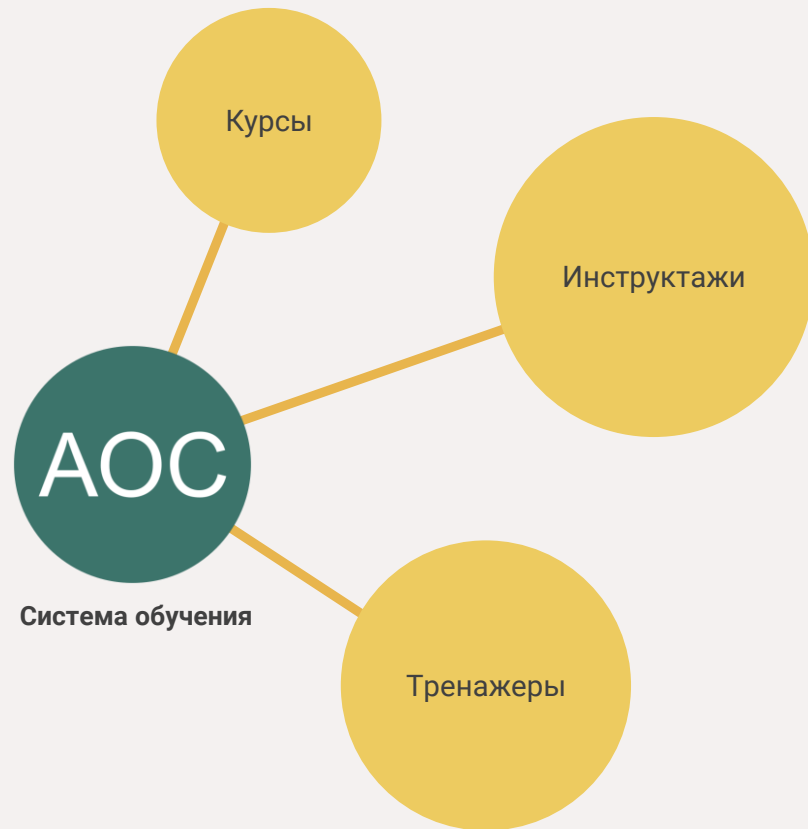 Курсы
Инструктажи
АОС
Система обучения
Тренажеры